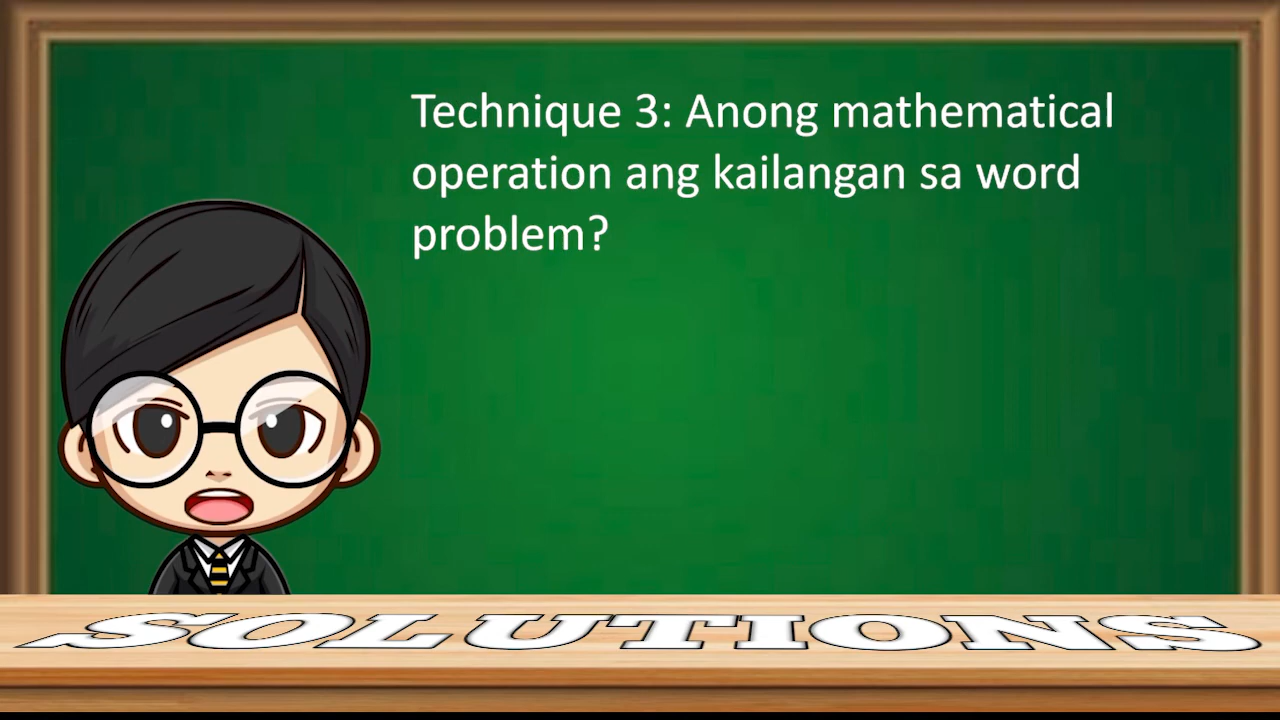 Technique 3: Anong mathematical
operation ang kailangan sa word
problem?
SOLUTIONS